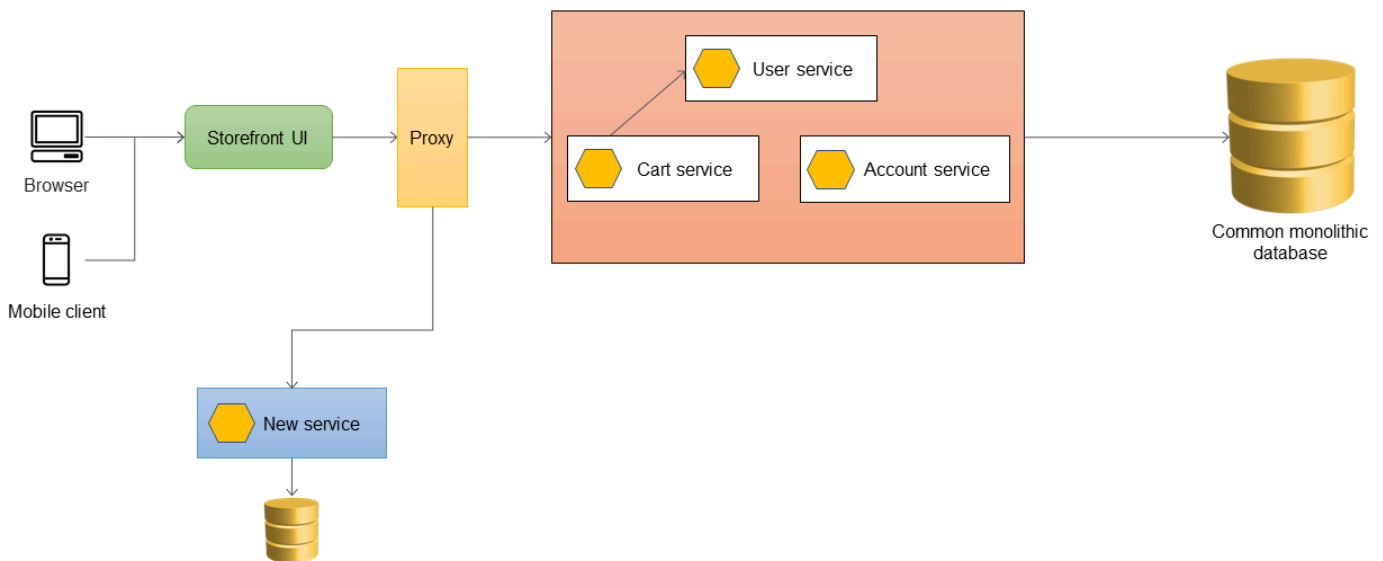 User service
Storefront UI
Proxy
Cart service
Account service
Browser
Common monolithic
database
Mobile client
New service